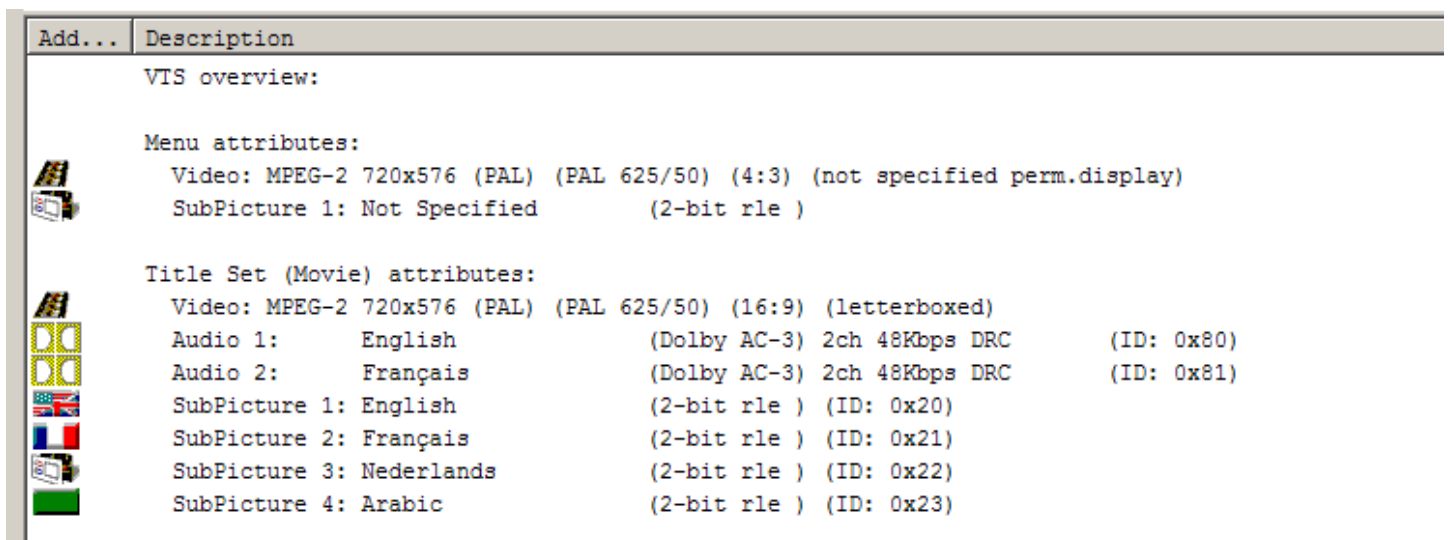 Add... Description
VTS overview:
Menu attributes:
Video: MPEG-2 720x576 (PAL) (PAL 625/50) (4:3) (not specified perm.display)
SubPicture 1: Not Specified (2-bit rle )
Title Set (Movie) attributes:
Video: MPEG-2 720x576 (PAL) (PAL 625/50) (16:9) (letterboxed)
Audio 1: English (Dolby AC-3) 2ch 48Kbps DRC (ID: 0x80)
Audio 2: Français (Dolby AC-3) 2ch 48Kbps DRC (ID: 0x81)
SubPicture 1: English (2-bit rle ) (ID: 0x20)
SubPicture 2: Français (2-bit rle ) (ID: 0x21)
SubPicture 3: Nederlands (2-bit rle ) (ID: 0x22)
SubPicture 4: Arabic (2-bit rle ) (ID: 0x23)